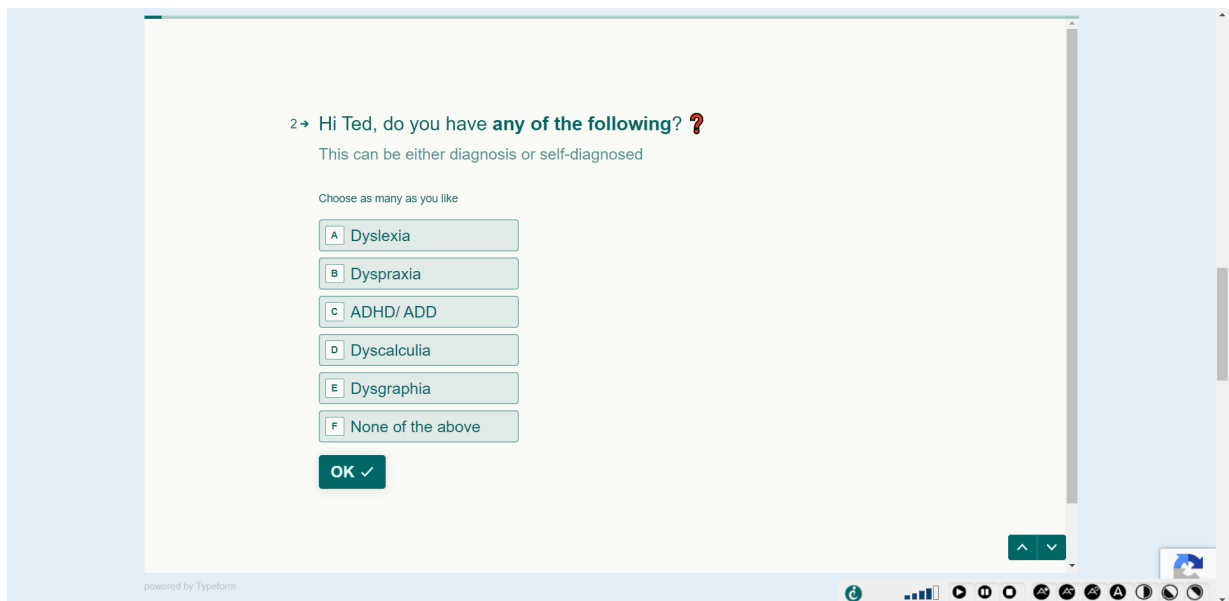 2 Hi Ted, do you have any of the following? ❓
This can be either diagnosis or self-diagnosed
Choose as many as you like
A Dyslexia
B Dyspraxia
C ADHD/ ADD
D Dyscalculia
E Dysgraphia
F None of the above
OK
powered by Typeform